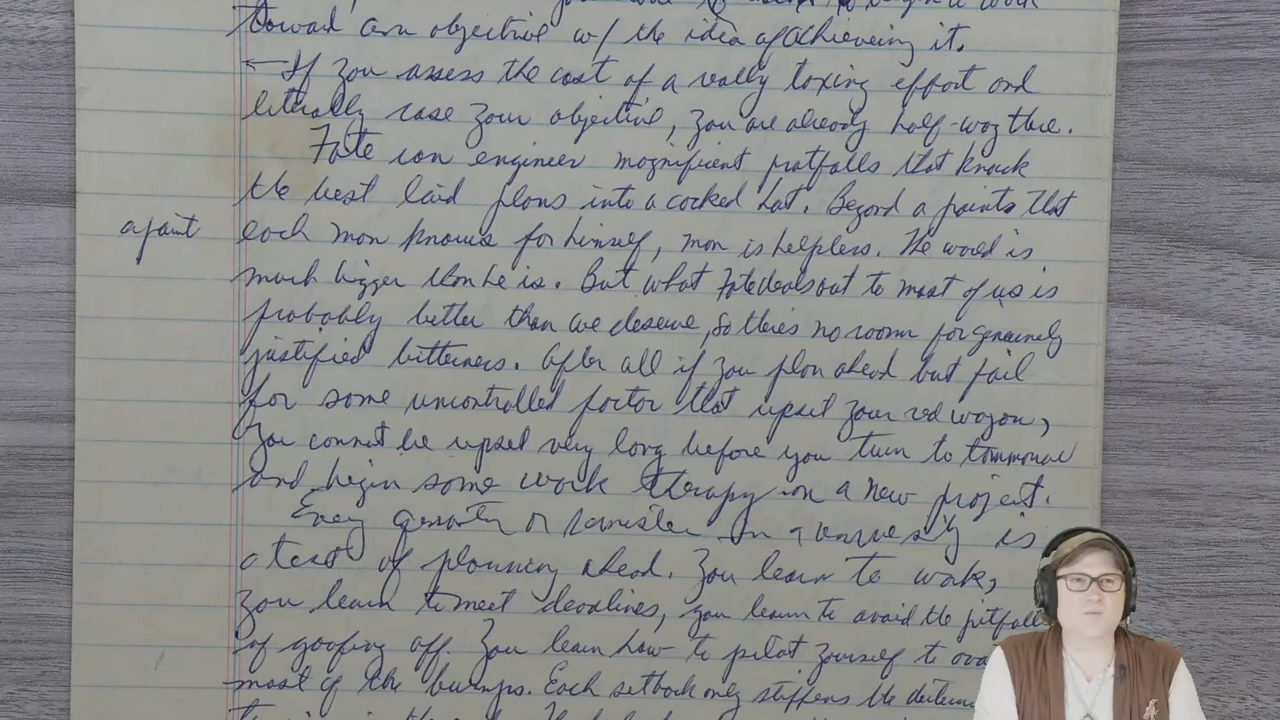 toward an objective w/ the idea of achieveing it.
← If you assess the cost of a really taxing effort and
literally case your objective, you are already half-way there.
Fate can engineer magnificent pratfalls that knock
the best laid plans into a cocked hat. Beyond a points that
a point
each man knows for himself, man is helpless. The world is
much bigger than he is. But what Fate deals out to most of us is
probably better than we deserve, so there's no room for genuinely
justified bitterness. After all if you plan ahead but fail
for some uncontrolled factor that upset your red wagon,
you cannot be upset very long before you turn to tommorow
and begin some work therapy on a new project.
Every quarter or semester in a university is
a test of planning ahead. You learn to work,
you learn to meet deadlines, you learn to avoid the pitfall
of goofing off. You learn how to pilot yourself to
most of the bumps. Each setback only stiffens the